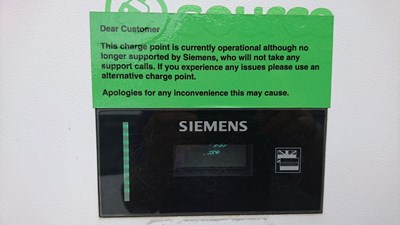 Dear Customer
This charge point is currently operational although no
longer supported by Siemens, who will not take any
support calls. If you experience any issues please use an
alternative charge point.
Apologies for any inconvenience this may cause.
SIEMENS